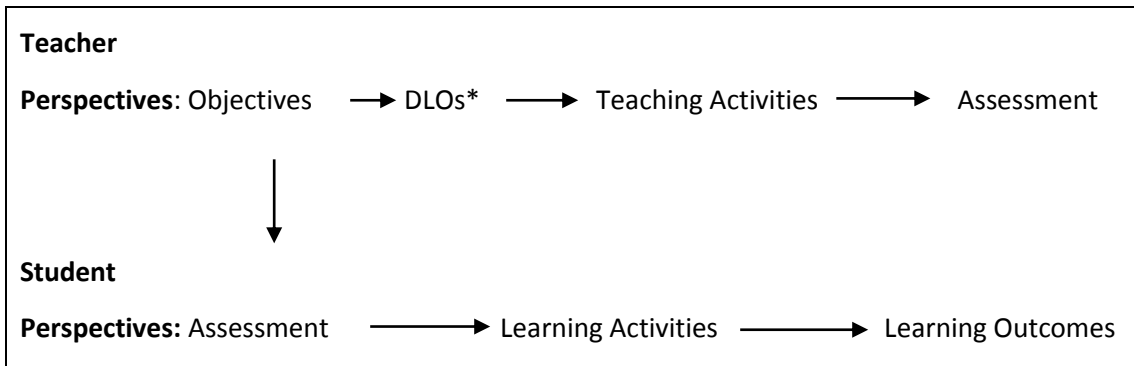 Teacher
Perspectives: Objectives DLOs* Teaching Activities Assessment
Student
Perspectives: Assessment Learning Activities Learning Outcomes